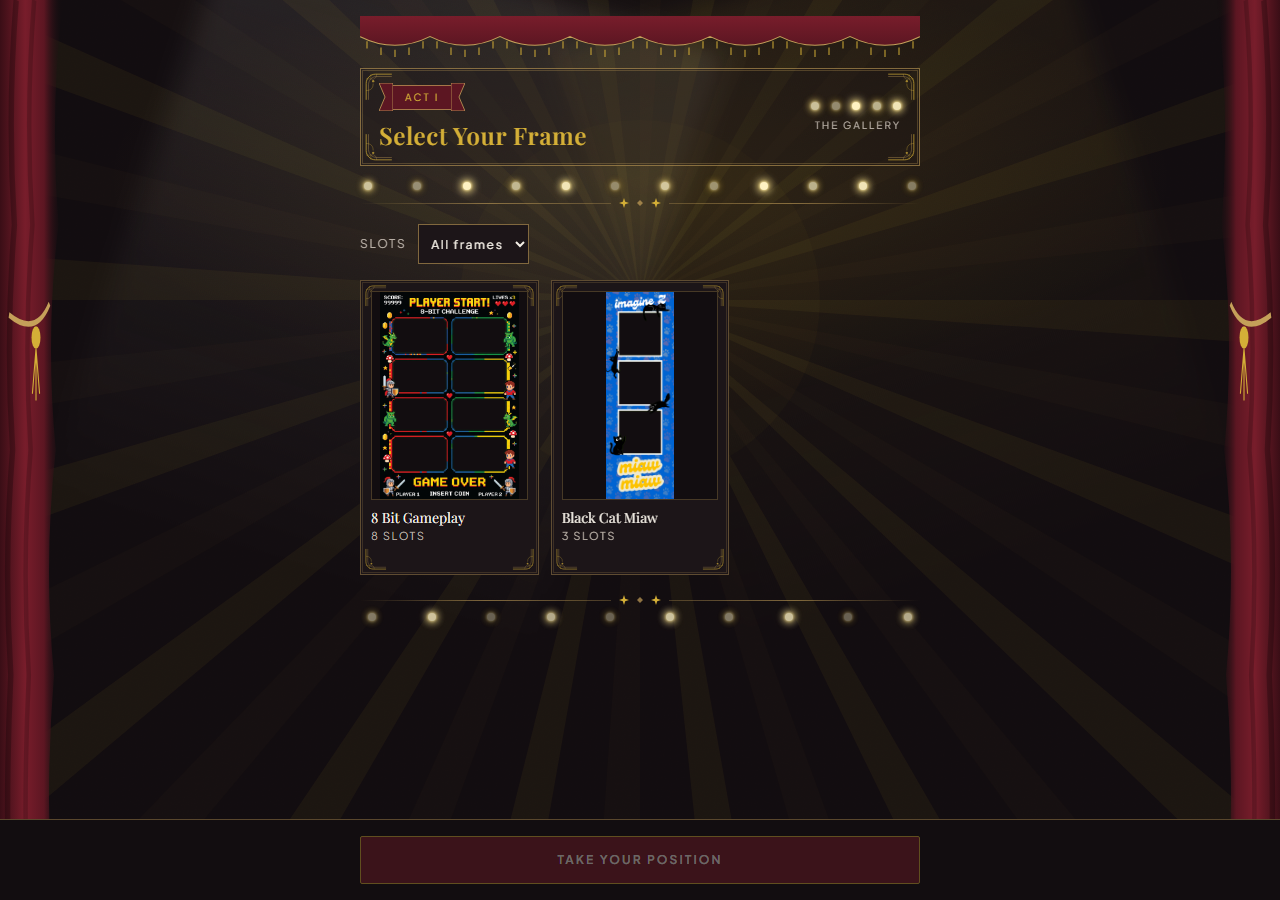 ACT I
Select Your Frame
THE GALLERY
SLOTS
All frames
SCORE:
99999
PLAYER START!
LIVES x3
8-BIT CHALLENGE
GAME OVER
PLAYER 1
INSERT COIN
PLAYER 2
imagine Z
miaw
miaw
8 Bit Gameplay
8 SLOTS
Black Cat Miaw
3 SLOTS
TAKE YOUR POSITION